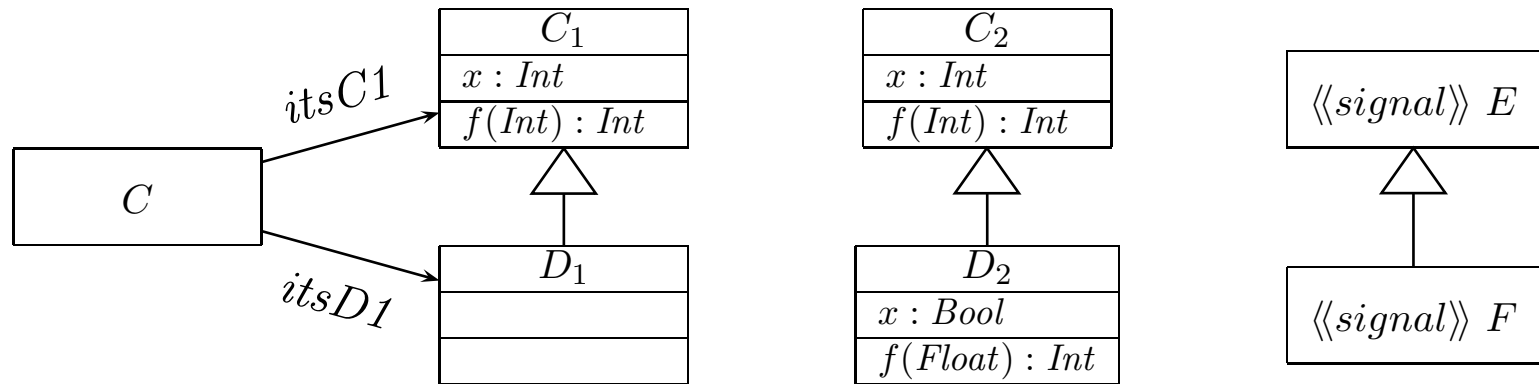 C
itsC1
itsD1
C₁
x : Int
f(Int) : Int
D₁
C₂
x : Int
f(Int) : Int
D₂
x : Bool
f(Float) : Int
⟪signal⟫ E
⟪signal⟫ F